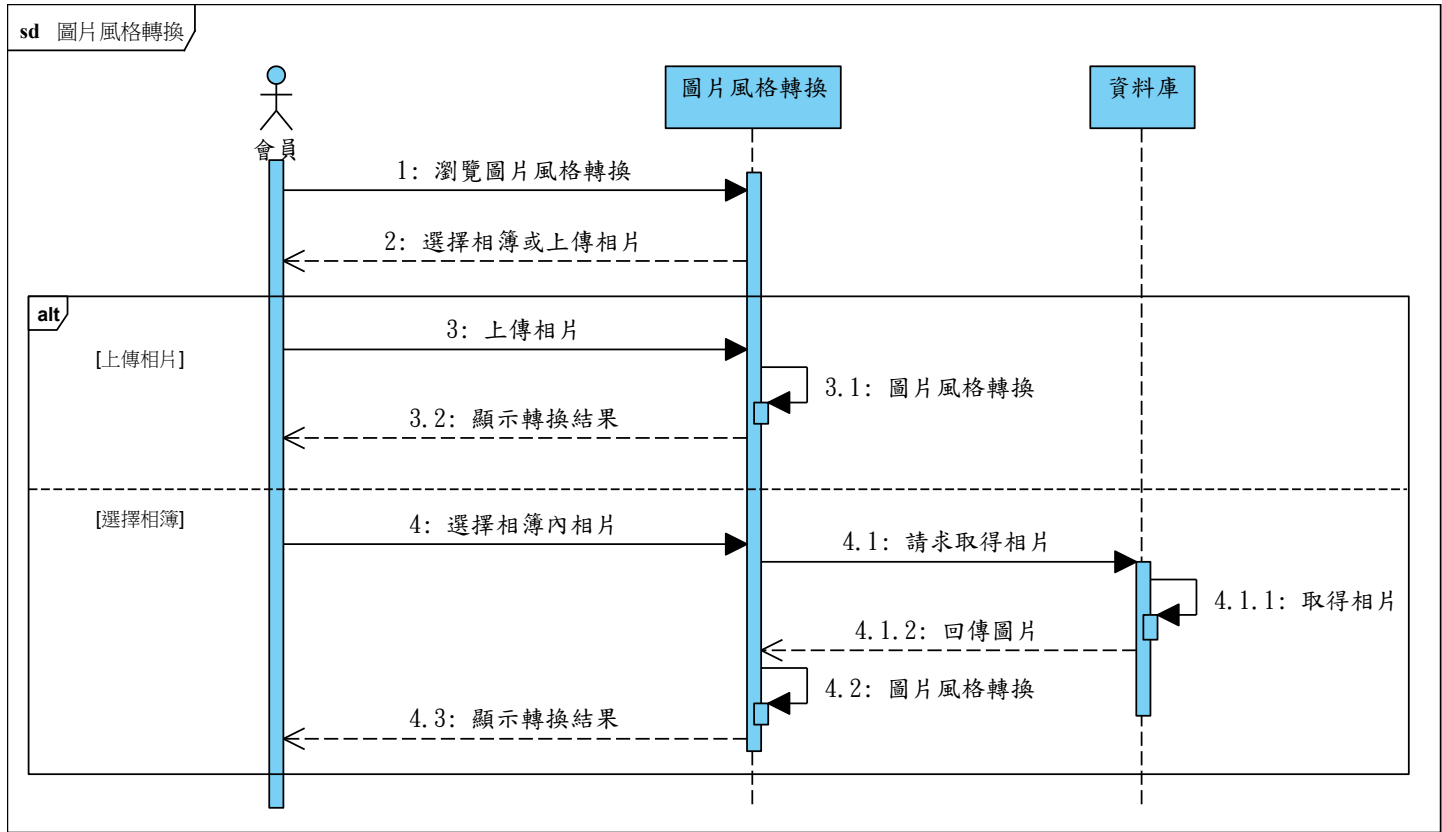 sd 圖片風格轉換
會員
圖片風格轉換
資料庫
1: 瀏覽圖片風格轉換
2: 選擇相簿或上傳相片
alt
[上傳相片]
3: 上傳相片
3.1: 圖片風格轉換
3.2: 顯示轉換結果
[選擇相簿]
4: 選擇相簿內相片
4.1: 請求取得相片
4.1.1: 取得相片
4.1.2: 回傳圖片
4.2: 圖片風格轉換
4.3: 顯示轉換結果